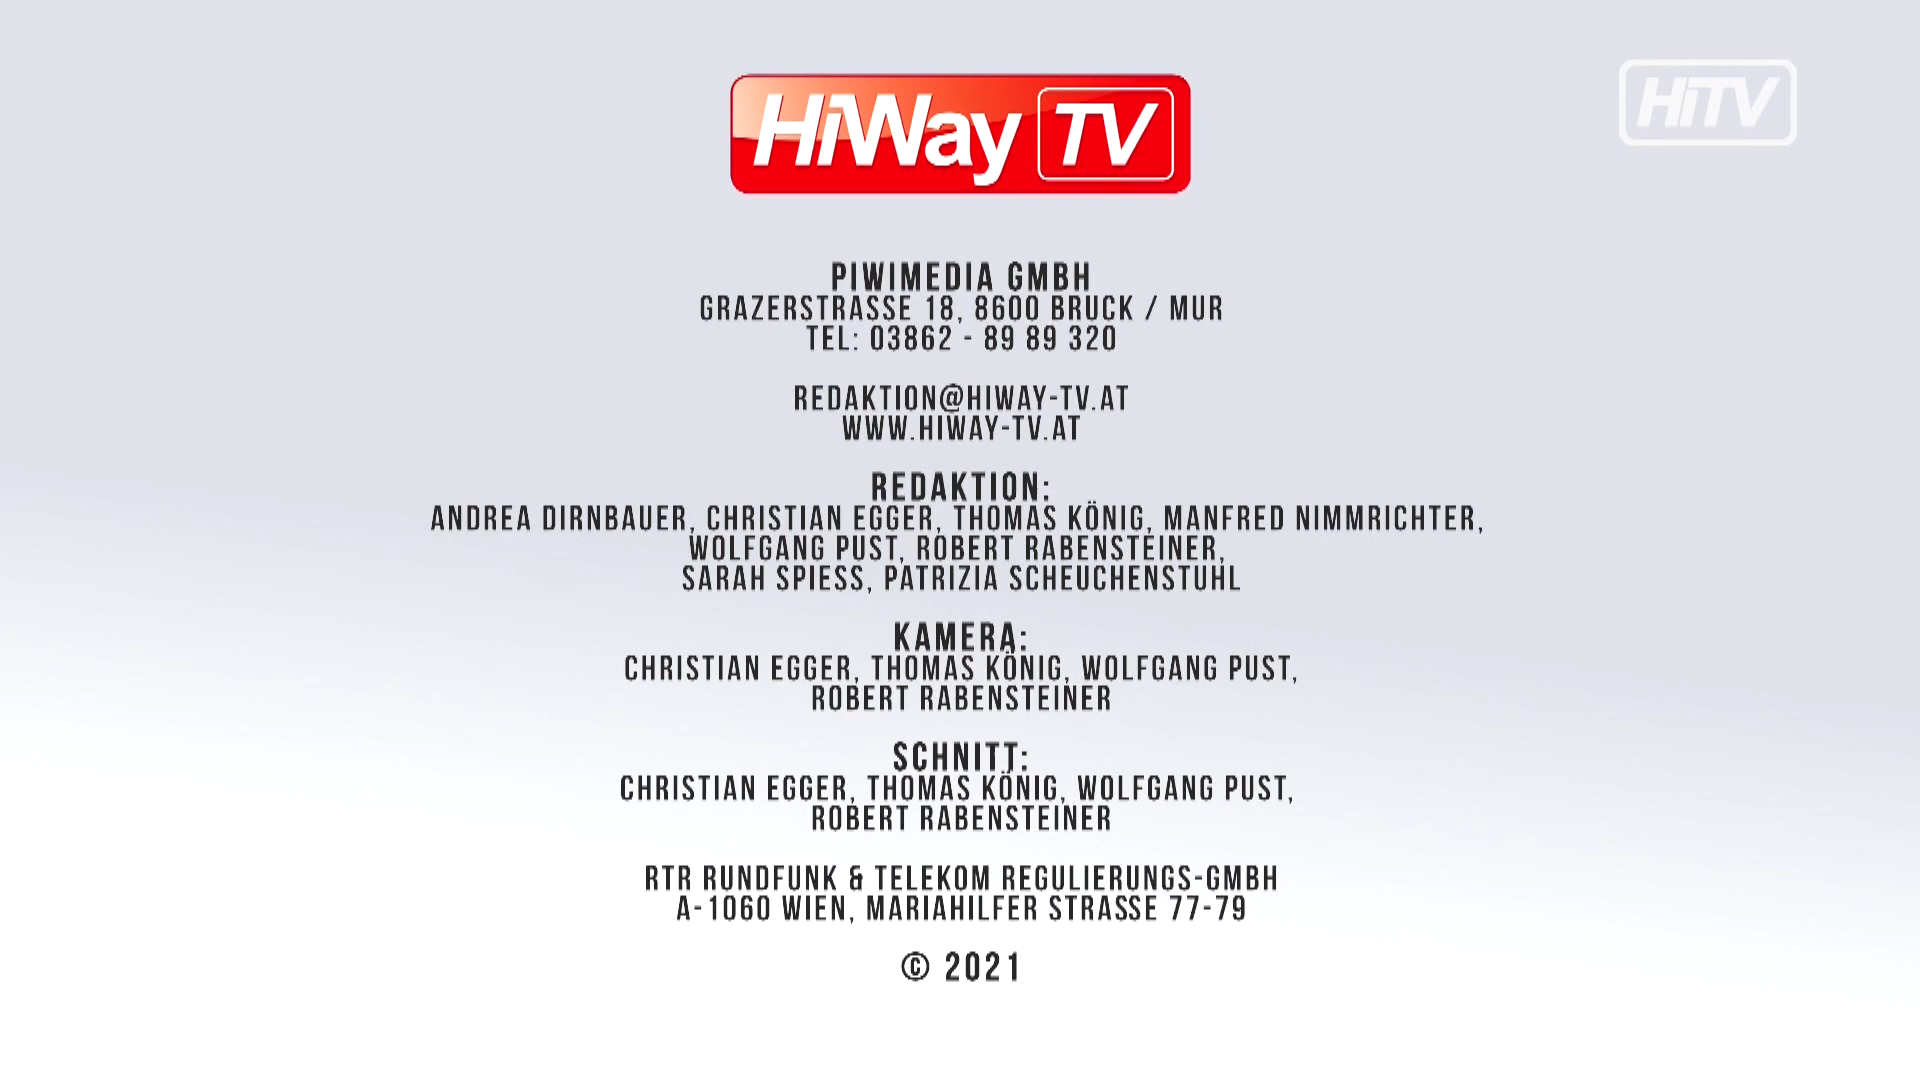 HiWay TV
HiTV
PIWIMEDIA GMBH
GRAZERSTRASSE 18, 8600 BRUCK / MUR
TEL: 03862 - 89 89 320
REDAKTION@HIWAY-TV.AT
WWW.HIWAY-TV.AT
REDAKTION:
ANDREA DIRNBAUER, CHRISTIAN EGGER, THOMAS KÖNIG, MANFRED NIMMRICHTER,
WOLFGANG PUST, ROBERT RABENSTEINER,
SARAH SPIESS, PATRIZIA SCHEUCHENSTUHL
KAMERA:
CHRISTIAN EGGER, THOMAS KÖNIG, WOLFGANG PUST,
ROBERT RABENSTEINER
SCHNITT:
CHRISTIAN EGGER, THOMAS KÖNIG, WOLFGANG PUST,
ROBERT RABENSTEINER
RTR RUNDFUNK & TELEKOM REGULIERUNGS-GMBH
A-1060 WIEN, MARIAHILFER STRASSE 77-79
© 2021